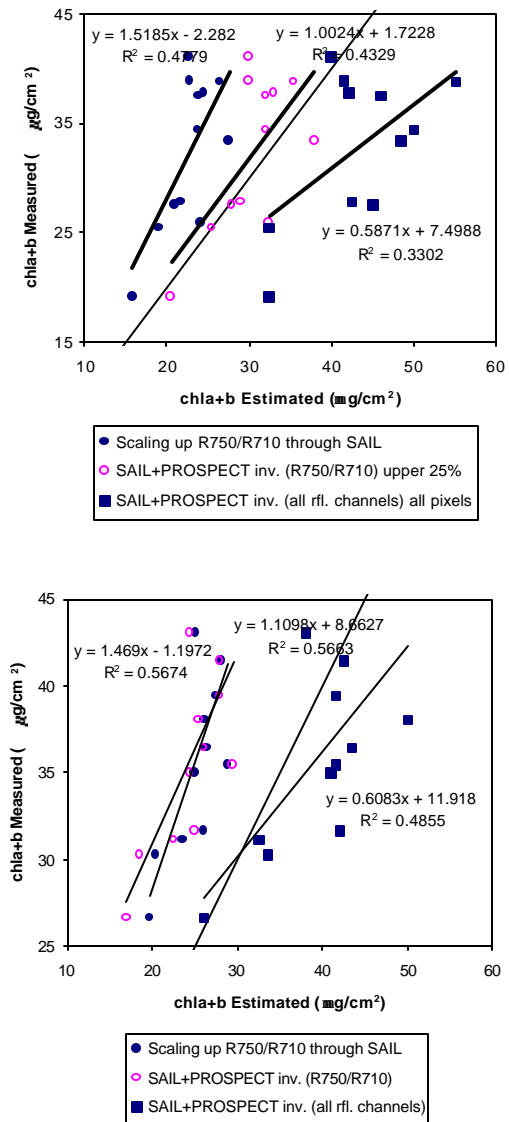 45
35
25
15
chla+b Measured ( µg/cm²)
y = 1.5185x - 2.282
R² = 0.4779
y = 1.0024x + 1.7228
R² = 0.4329
y = 0.5871x + 7.4988
R² = 0.3302
10 20 30 40 50 60
chla+b Estimated (mg/cm²)
Scaling up R750/R710 through SAIL
SAIL+PROSPECT inv. (R750/R710) upper 25%
SAIL+PROSPECT inv. (all rfl. channels) all pixels
45
40
35
30
25
chla+b Measured ( µg/cm²)
y = 1.469x - 1.1972
R² = 0.5674
y = 1.1098x + 8.6627
R² = 0.5663
y = 0.6083x + 11.918
R² = 0.4855
10 20 30 40 50 60
chla+b Estimated (mg/cm²)
Scaling up R750/R710 through SAIL
SAIL+PROSPECT inv. (R750/R710)
SAIL+PROSPECT inv. (all rfl. channels)